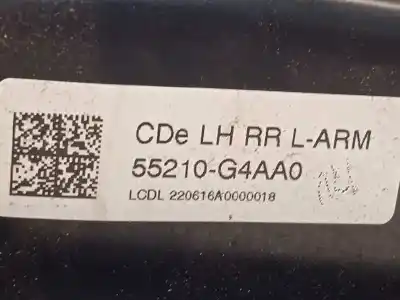 CDe LH RR L-ARM
55210-G4AA0
LCDL 220616A0000018